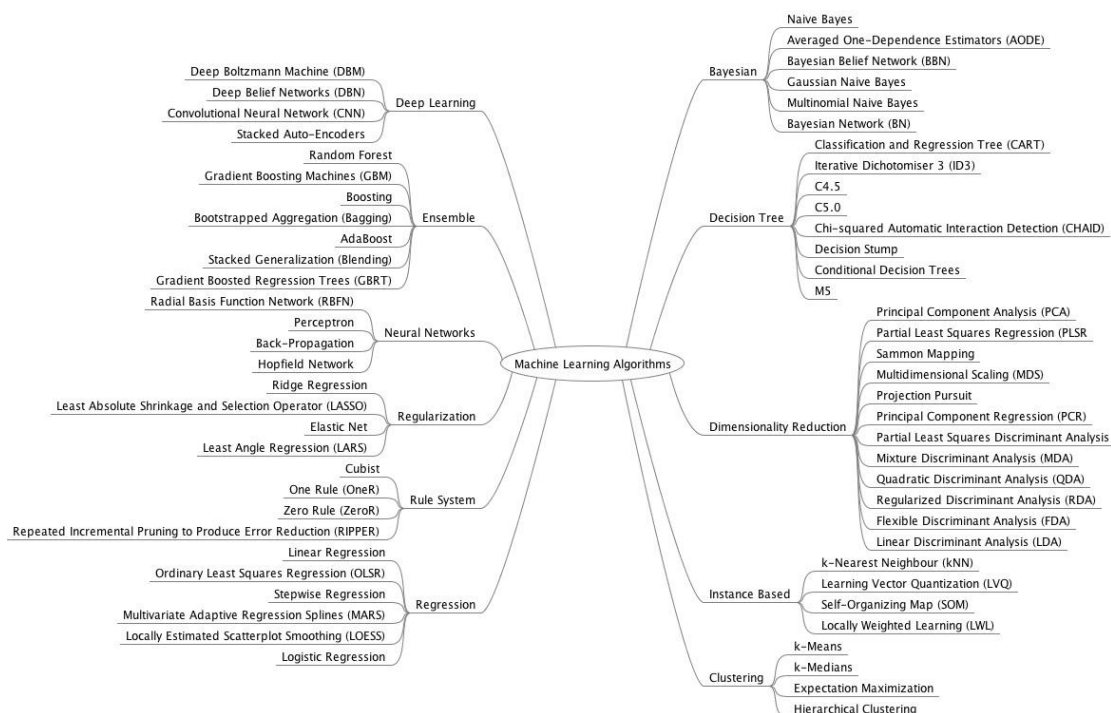 Deep Boltzmann Machine (DBM)
Deep Belief Networks (DBN)
Convolutional Neural Network (CNN)
Stacked Auto-Encoders
Deep Learning
Random Forest
Gradient Boosting Machines (GBM)
Boosting
Bootstrapped Aggregation (Bagging)
AdaBoost
Stacked Generalization (Blending)
Gradient Boosted Regression Trees (GBRT)
Ensemble
Radial Basis Function Network (RBFN)
Perceptron
Back-Propagation
Hopfield Network
Neural Networks
Ridge Regression
Least Absolute Shrinkage and Selection Operator (LASSO)
Elastic Net
Least Angle Regression (LARS)
Regularization
Cubist
One Rule (OneR)
Zero Rule (ZeroR)
Repeated Incremental Pruning to Produce Error Reduction (RIPPER)
Rule System
Linear Regression
Ordinary Least Squares Regression (OLSR)
Stepwise Regression
Multivariate Adaptive Regression Splines (MARS)
Locally Estimated Scatterplot Smoothing (LOESS)
Logistic Regression
Regression
Machine Learning Algorithms
Bayesian
Naive Bayes
Averaged One-Dependence Estimators (AODE)
Bayesian Belief Network (BBN)
Gaussian Naive Bayes
Multinomial Naive Bayes
Bayesian Network (BN)
Decision Tree
Classification and Regression Tree (CART)
Iterative Dichotomiser 3 (ID3)
C4.5
C5.0
Chi-squared Automatic Interaction Detection (CHAID)
Decision Stump
Conditional Decision Trees
M5
Dimensionality Reduction
Principal Component Analysis (PCA)
Partial Least Squares Regression (PLSR
Sammon Mapping
Multidimensional Scaling (MDS)
Projection Pursuit
Principal Component Regression (PCR)
Partial Least Squares Discriminant Analysis
Mixture Discriminant Analysis (MDA)
Quadratic Discriminant Analysis (QDA)
Regularized Discriminant Analysis (RDA)
Flexible Discriminant Analysis (FDA)
Linear Discriminant Analysis (LDA)
Instance Based
k-Nearest Neighbour (kNN)
Learning Vector Quantization (LVQ)
Self-Organizing Map (SOM)
Locally Weighted Learning (LWL)
Clustering
k-Means
k-Medians
Expectation Maximization
Hierarchical Clustering